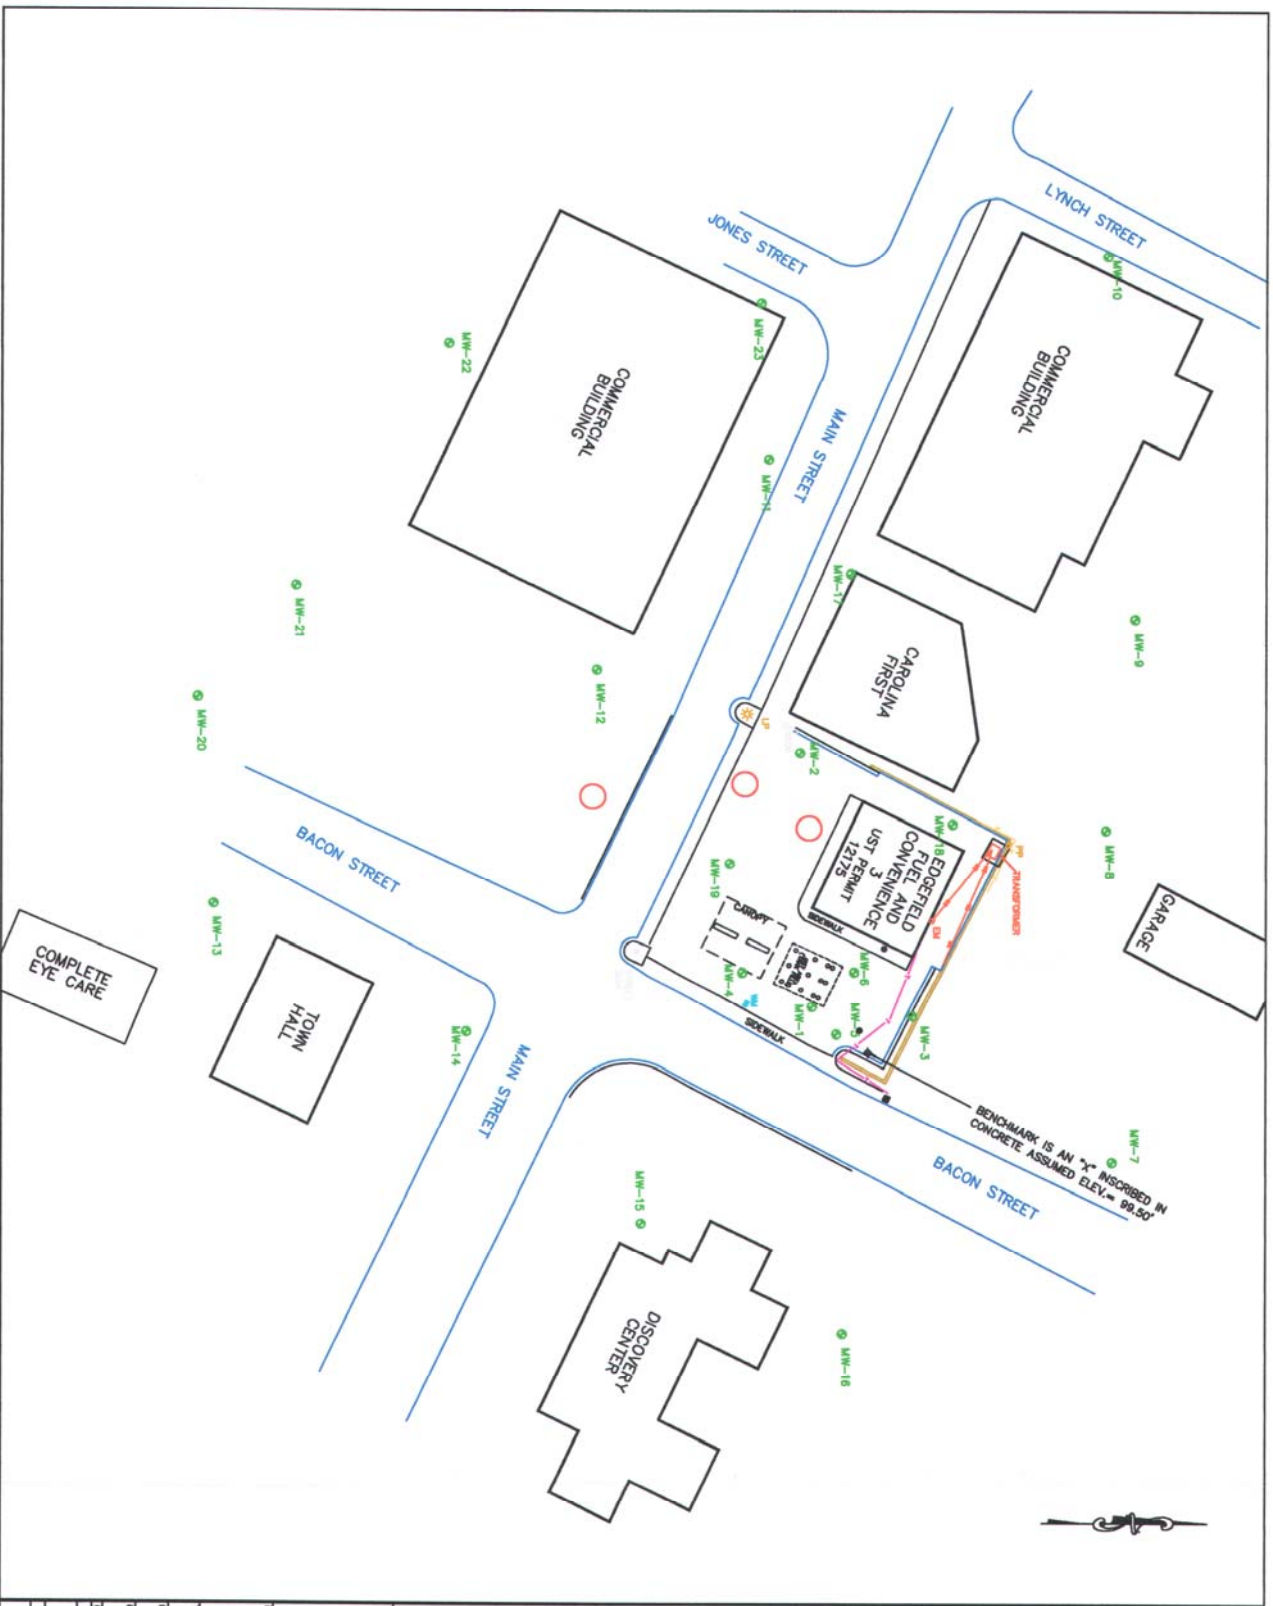 LYNCH STREET
JONES STREET
MW-10
MW-23
MW-22
COMMERCIAL
BUILDING
COMMERCIAL
BUILDING
MAIN STREET
MW-11
MW-17
MW-9
MW-21
MW-12
MW-20
CAROLINA
FIRST
LP
MW-2
MW-18
PP
TRANSFORMER
MW-8
GARAGE
EDGEFIELD
FUEL AND
CONVENIENCE
3
UST PERMIT
12175
SIDEWALK
EM
MW-19
CANOPY
BACON STREET
MW-13
MW-6
MW-4
MW-1
MW-5
MW-3
SIDEWALK
COMPLETE
EYE CARE
TOWN
HALL
MW-14
MAIN STREET
BENCHMARK IS AN "X" INSCRIBED IN
CONCRETE ASSUMED ELEV.= 99.50'
MW-7
BACON STREET
MW-15
DISCOVERY
CENTER
MW-16